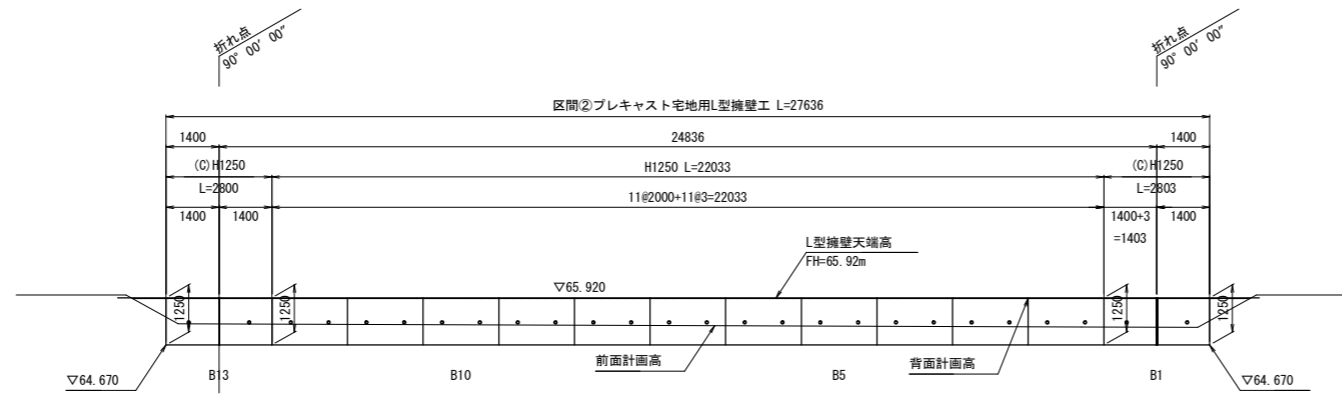 折れ点
90° 00′ 00″
折れ点
90° 00′ 00″
区間②プレキャスト宅地用L型擁壁工 L=27636
1400
24836
1400
(C)H1250
L=2800
H1250 L=22033
(C)H1250
L=2803
1400
1400
11@2000+11@3=22033
1400+3
=1403
1400
L型擁壁天端高
FH=65.92m
▽65.920
1250
1250
1250
1250
前面計画高
背面計画高
▽64.670
B13
B10
B5
B1
▽64.670